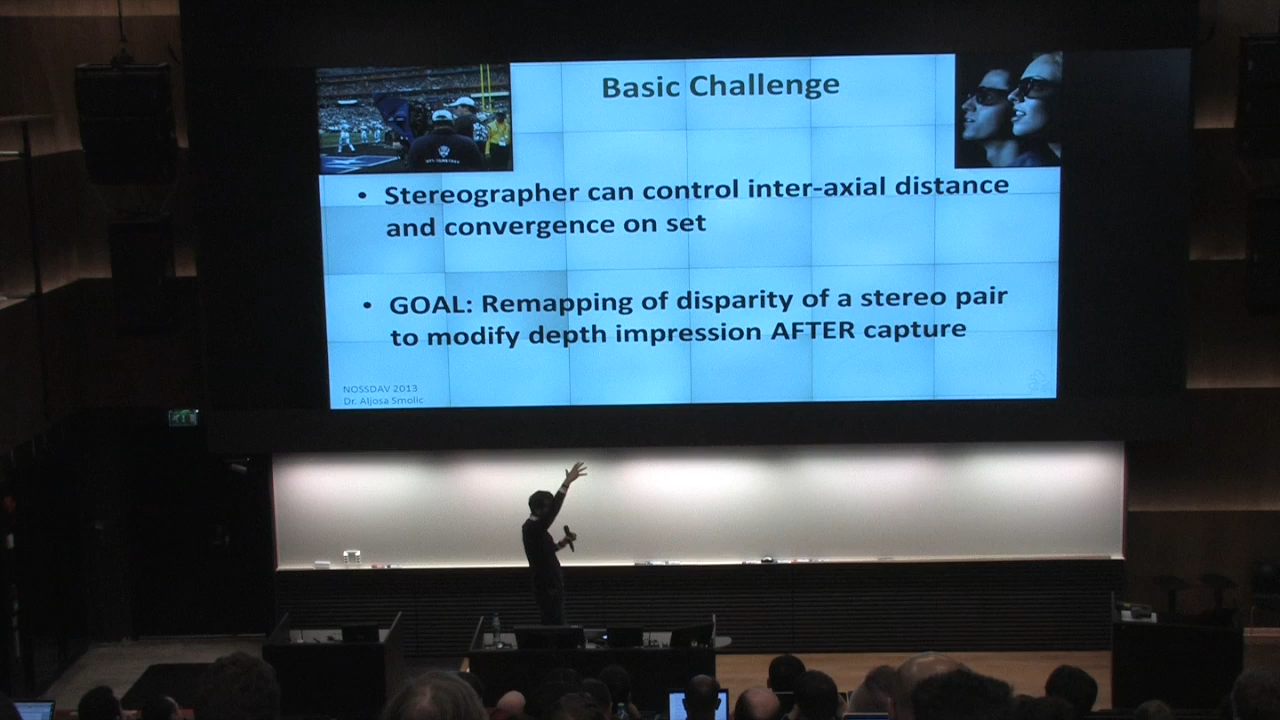 Basic Challenge
• Stereographer can control inter-axial distance
and convergence on set
• GOAL: Remapping of disparity of a stereo pair
to modify depth impression AFTER capture
NOSSDAV 2013
Dr. Aljosa Smolic